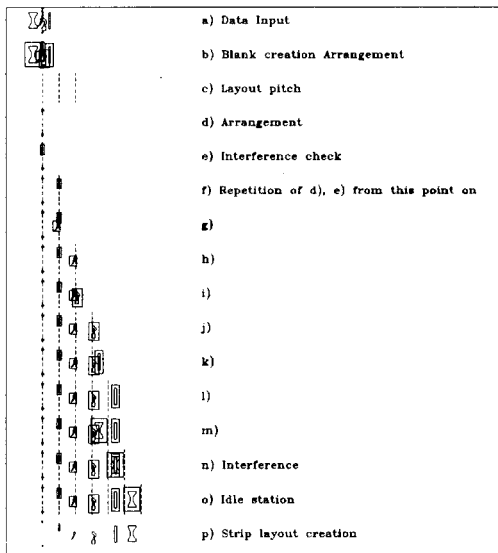 a) Data Input
b) Blank creation Arrangement
c) Layout pitch
d) Arrangement
e) Interference check
f) Repetition of d), e) from this point on
g)
h)
i)
j)
k)
l)
m)
n) Interference
o) Idle station
p) Strip layout creation